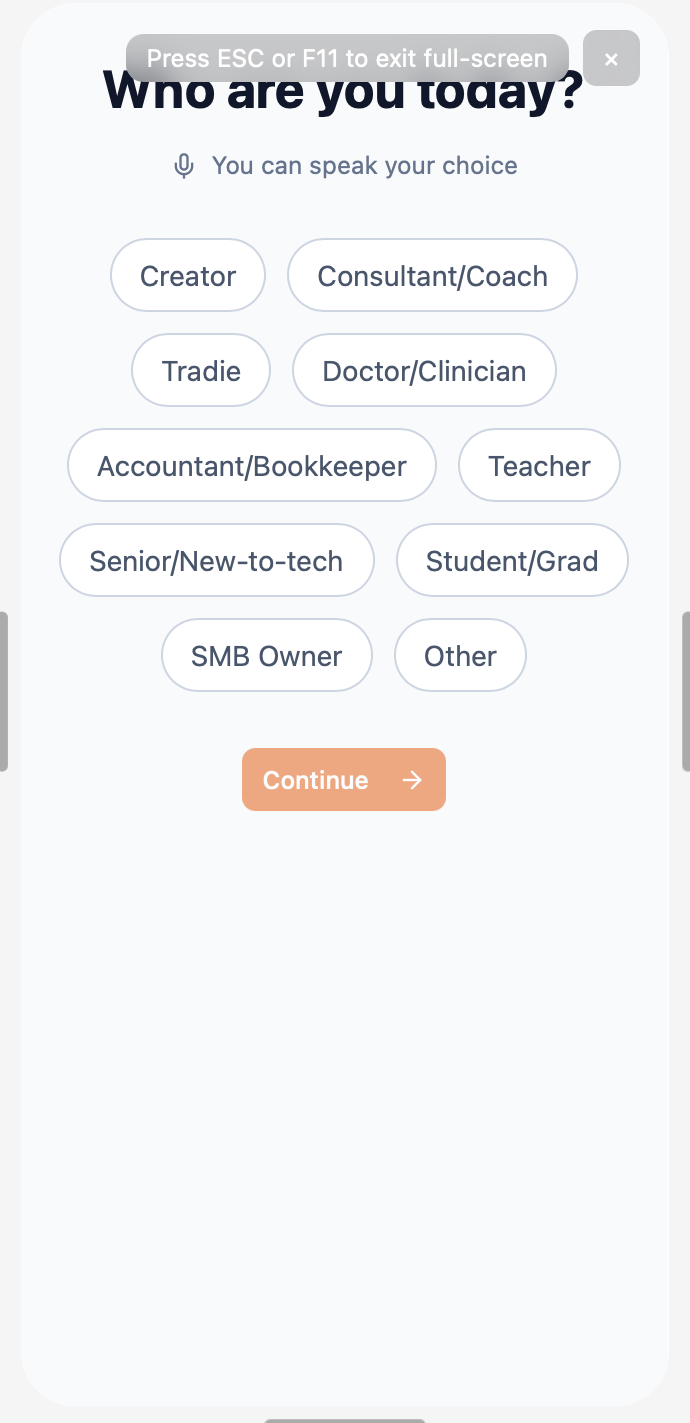 Press ESC or F11 to exit full-screen ×
Who are you today?
You can speak your choice
Creator Consultant/Coach
Tradie Doctor/Clinician
Accountant/Bookkeeper Teacher
Senior/New-to-tech Student/Grad
SMB Owner Other
Continue →